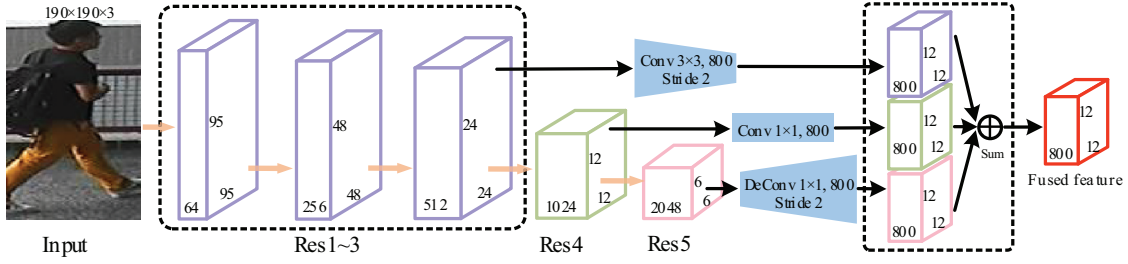 190×190×3
95
95
64
48
48
256
24
24
512
12
12
1024
6
6
2048
Conv 3×3, 800
Stride 2
Conv 1×1, 800
DeConv 1×1, 800
Stride 2
12
12
800
12
12
800
12
12
800
Sum
12
12
800
Fused feature
Input
Res1~3
Res4
Res5